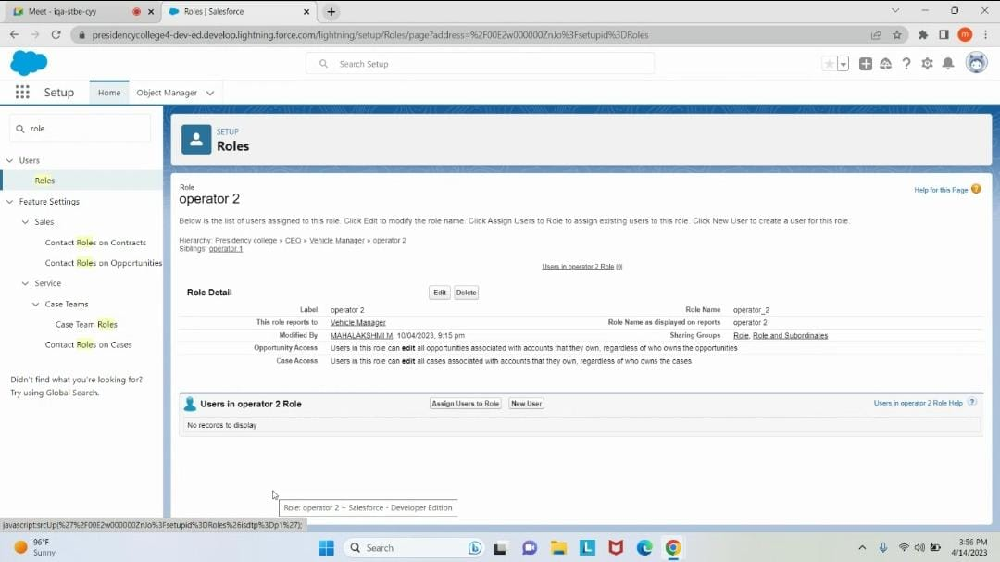 Meet - iqa-stbe-cyy
Roles | Salesforce
presidencycollege4-dev-ed.develop.lightning.force.com/lightning/setup/Roles/page?address=%2F00E2w000000ZnJo%3Fsetupid%3DRoles
m
Search Setup
Setup
Home
Object Manager
role
Users
Roles
Feature Settings
Sales
Contact Roles on Contracts
Contact Roles on Opportunities
Service
Case Teams
Case Team Roles
Contact Roles on Cases
Didn't find what you're looking for?
Try using Global Search.
SETUP
Roles
Role
operator 2
Help for this Page
Below is the list of users assigned to this role. Click Edit to modify the role name. Click Assign Users to Role to assign existing users to this role. Click New User to create a user for this role.
Hierarchy: Presidency college » CEO » Vehicle Manager » operator 2
Siblings: operator 1
Users in operator 2 Role [0]
Role Detail
Edit Delete
Label operator 2 Role Name operator_2
This role reports to Vehicle Manager Role Name as displayed on reports operator 2
Modified By MAHALAKSHMI M, 10/04/2023, 9:15 pm Sharing Groups Role, Role and Subordinates
Opportunity Access Users in this role can edit all opportunities associated with accounts that they own, regardless of who owns the opportunities
Case Access Users in this role can edit all cases associated with accounts that they own, regardless of who owns the cases
Users in operator 2 Role
Assign Users to Role New User
Users in operator 2 Role Help ?
No records to display
Role: operator 2 ~ Salesforce - Developer Edition
javascript:srcUp(%27%2F00E2w000000ZnJo%3Fsetupid%3DRoles%26isdtp%3Dp1%27);
96°F
Sunny
Search
3:56 PM
4/14/2023